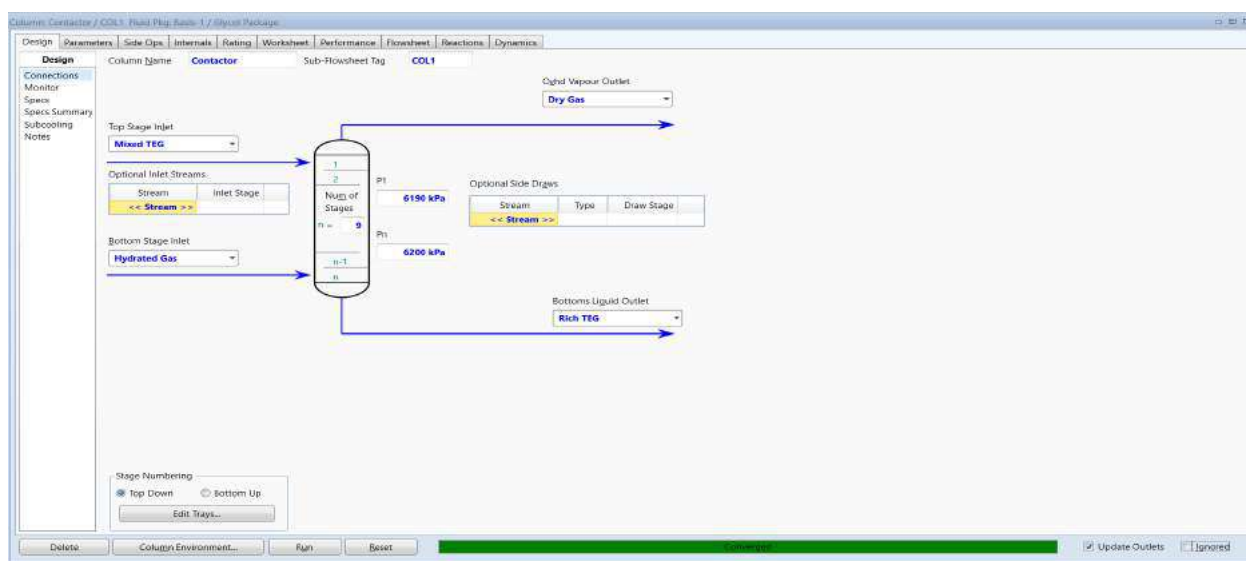 Column: Contactor / COL1 Fluid Pkg: Basis-1 / Glycol Package
Design Parameters Side Ops Internals Rating Worksheet Performance Flowsheet Reactions Dynamics
Design
Connections
Monitor
Specs
Specs Summary
Subcooling
Notes
Column Name Contactor Sub-Flowsheet Tag COL1
Ovhd Vapour Outlet
Dry Gas
Top Stage Inlet
Mixed TEG
Optional Inlet Streams
Stream Inlet Stage
<< Stream >>
Bottom Stage Inlet
Hydrated Gas
1
2
Num of
Stages
n = 9
n-1
n
P1
6190 kPa
Pn
6200 kPa
Optional Side Draws
Stream Type Draw Stage
<< Stream >>
Bottoms Liquid Outlet
Rich TEG
Stage Numbering
Top Down Bottom Up
Edit Trays...
Delete Column Environment... Run Reset Converged Update Outlets Ignored